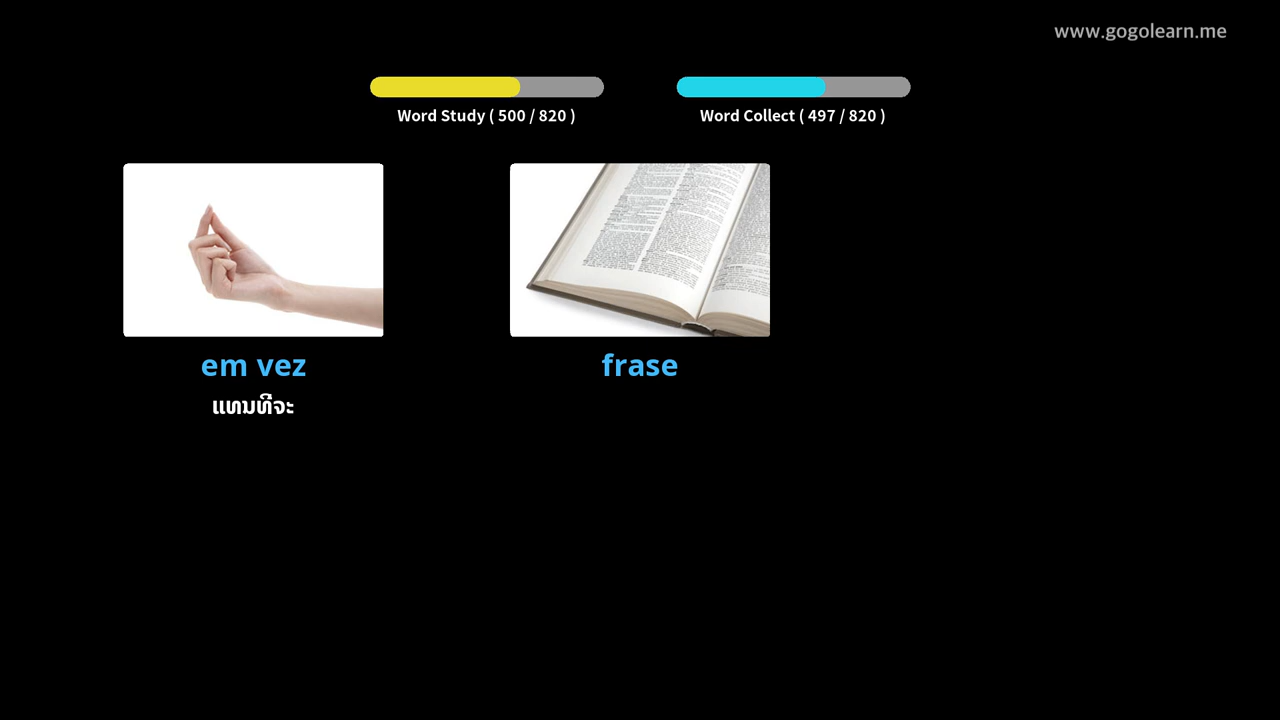 www.gogolearn.me
Word Study ( 500 / 820 )
Word Collect ( 497 / 820 )
em vez
frase
ແທນທີ່ຈະ